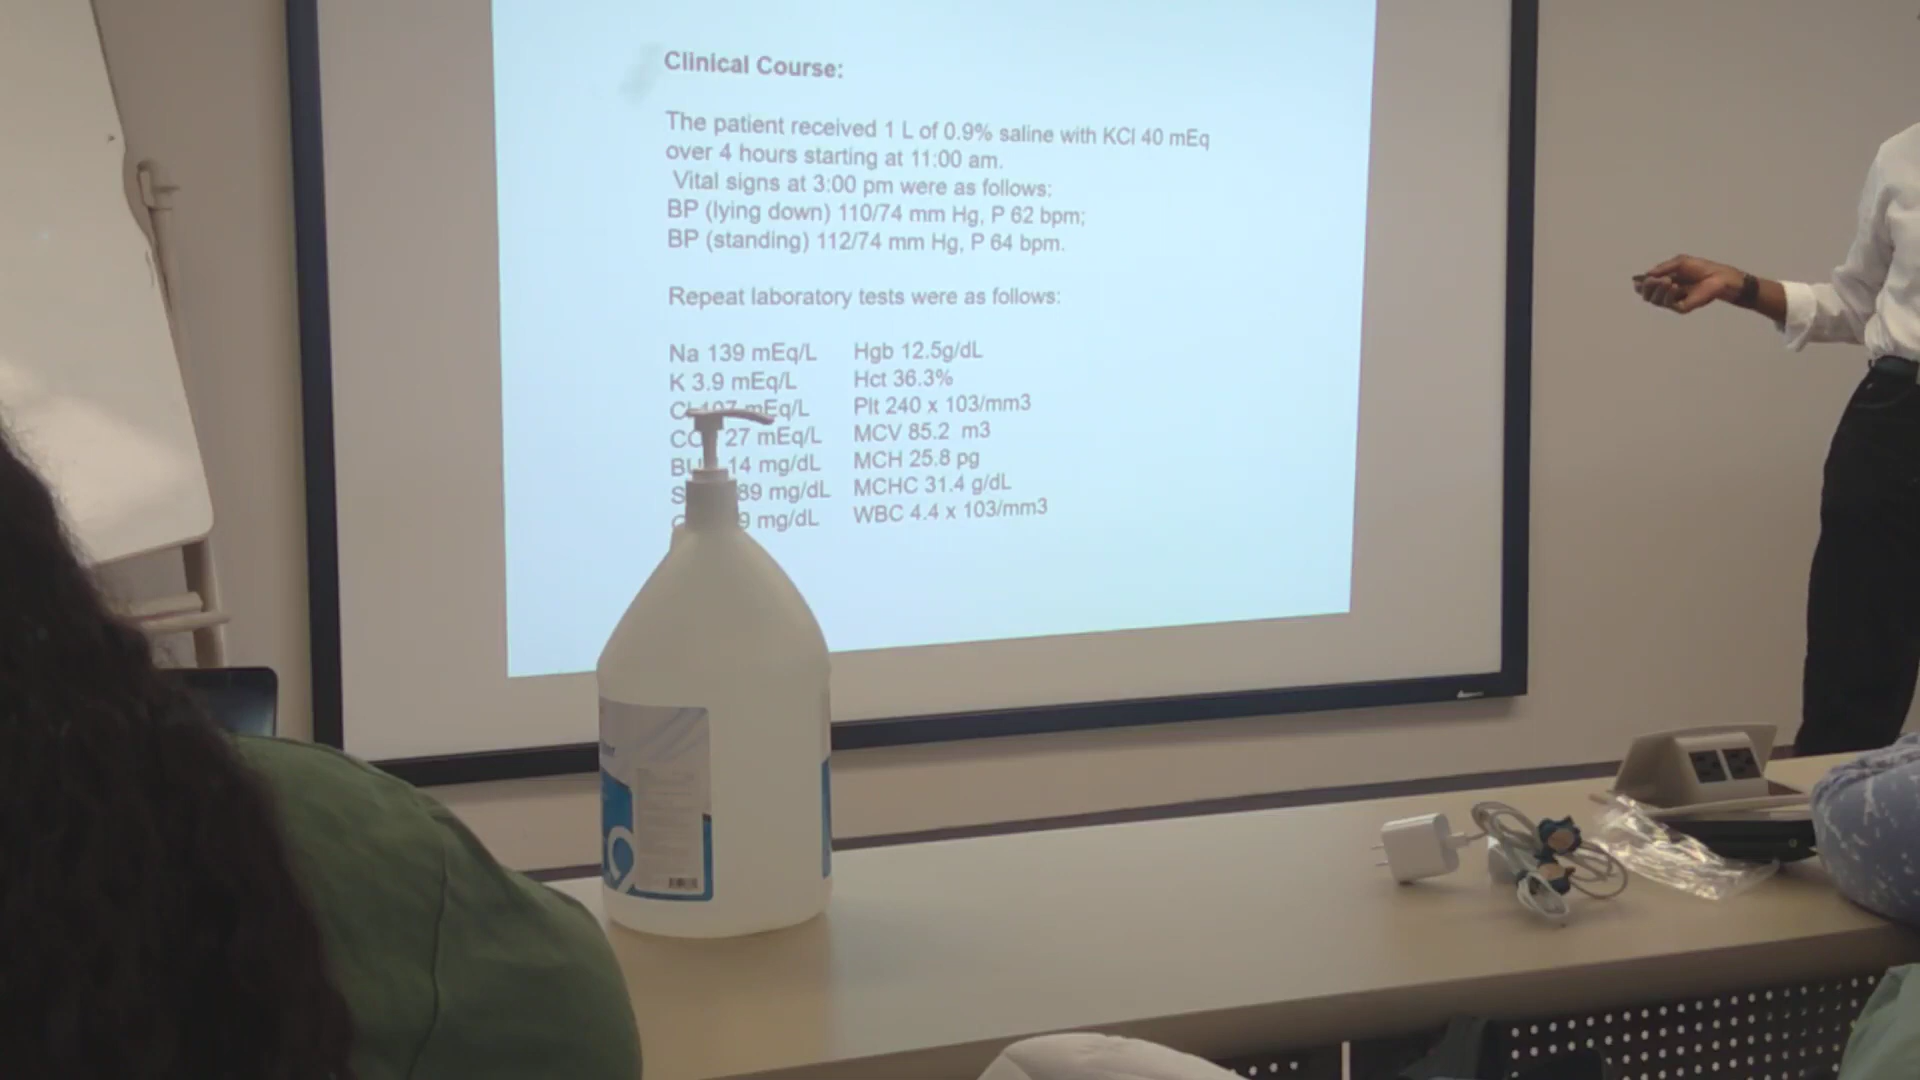 Clinical Course:
The patient received 1 L of 0.9% saline with KCl 40 mEq
over 4 hours starting at 11:00 am.
Vital signs at 3:00 pm were as follows:
BP (lying down) 110/74 mm Hg, P 62 bpm;
BP (standing) 112/74 mm Hg, P 64 bpm.
Repeat laboratory tests were as follows:
Na 139 mEq/L Hgb 12.5g/dL
K 3.9 mEq/L Hct 36.3%
107 mEq/L Plt 240 x 103/mm3
27 mEq/L MCV 85.2 m3
14 mg/dL MCH 25.8 pg
mg/dL MCHC 31.4 g/dL
mg/dL WBC 4.4 x 103/mm3